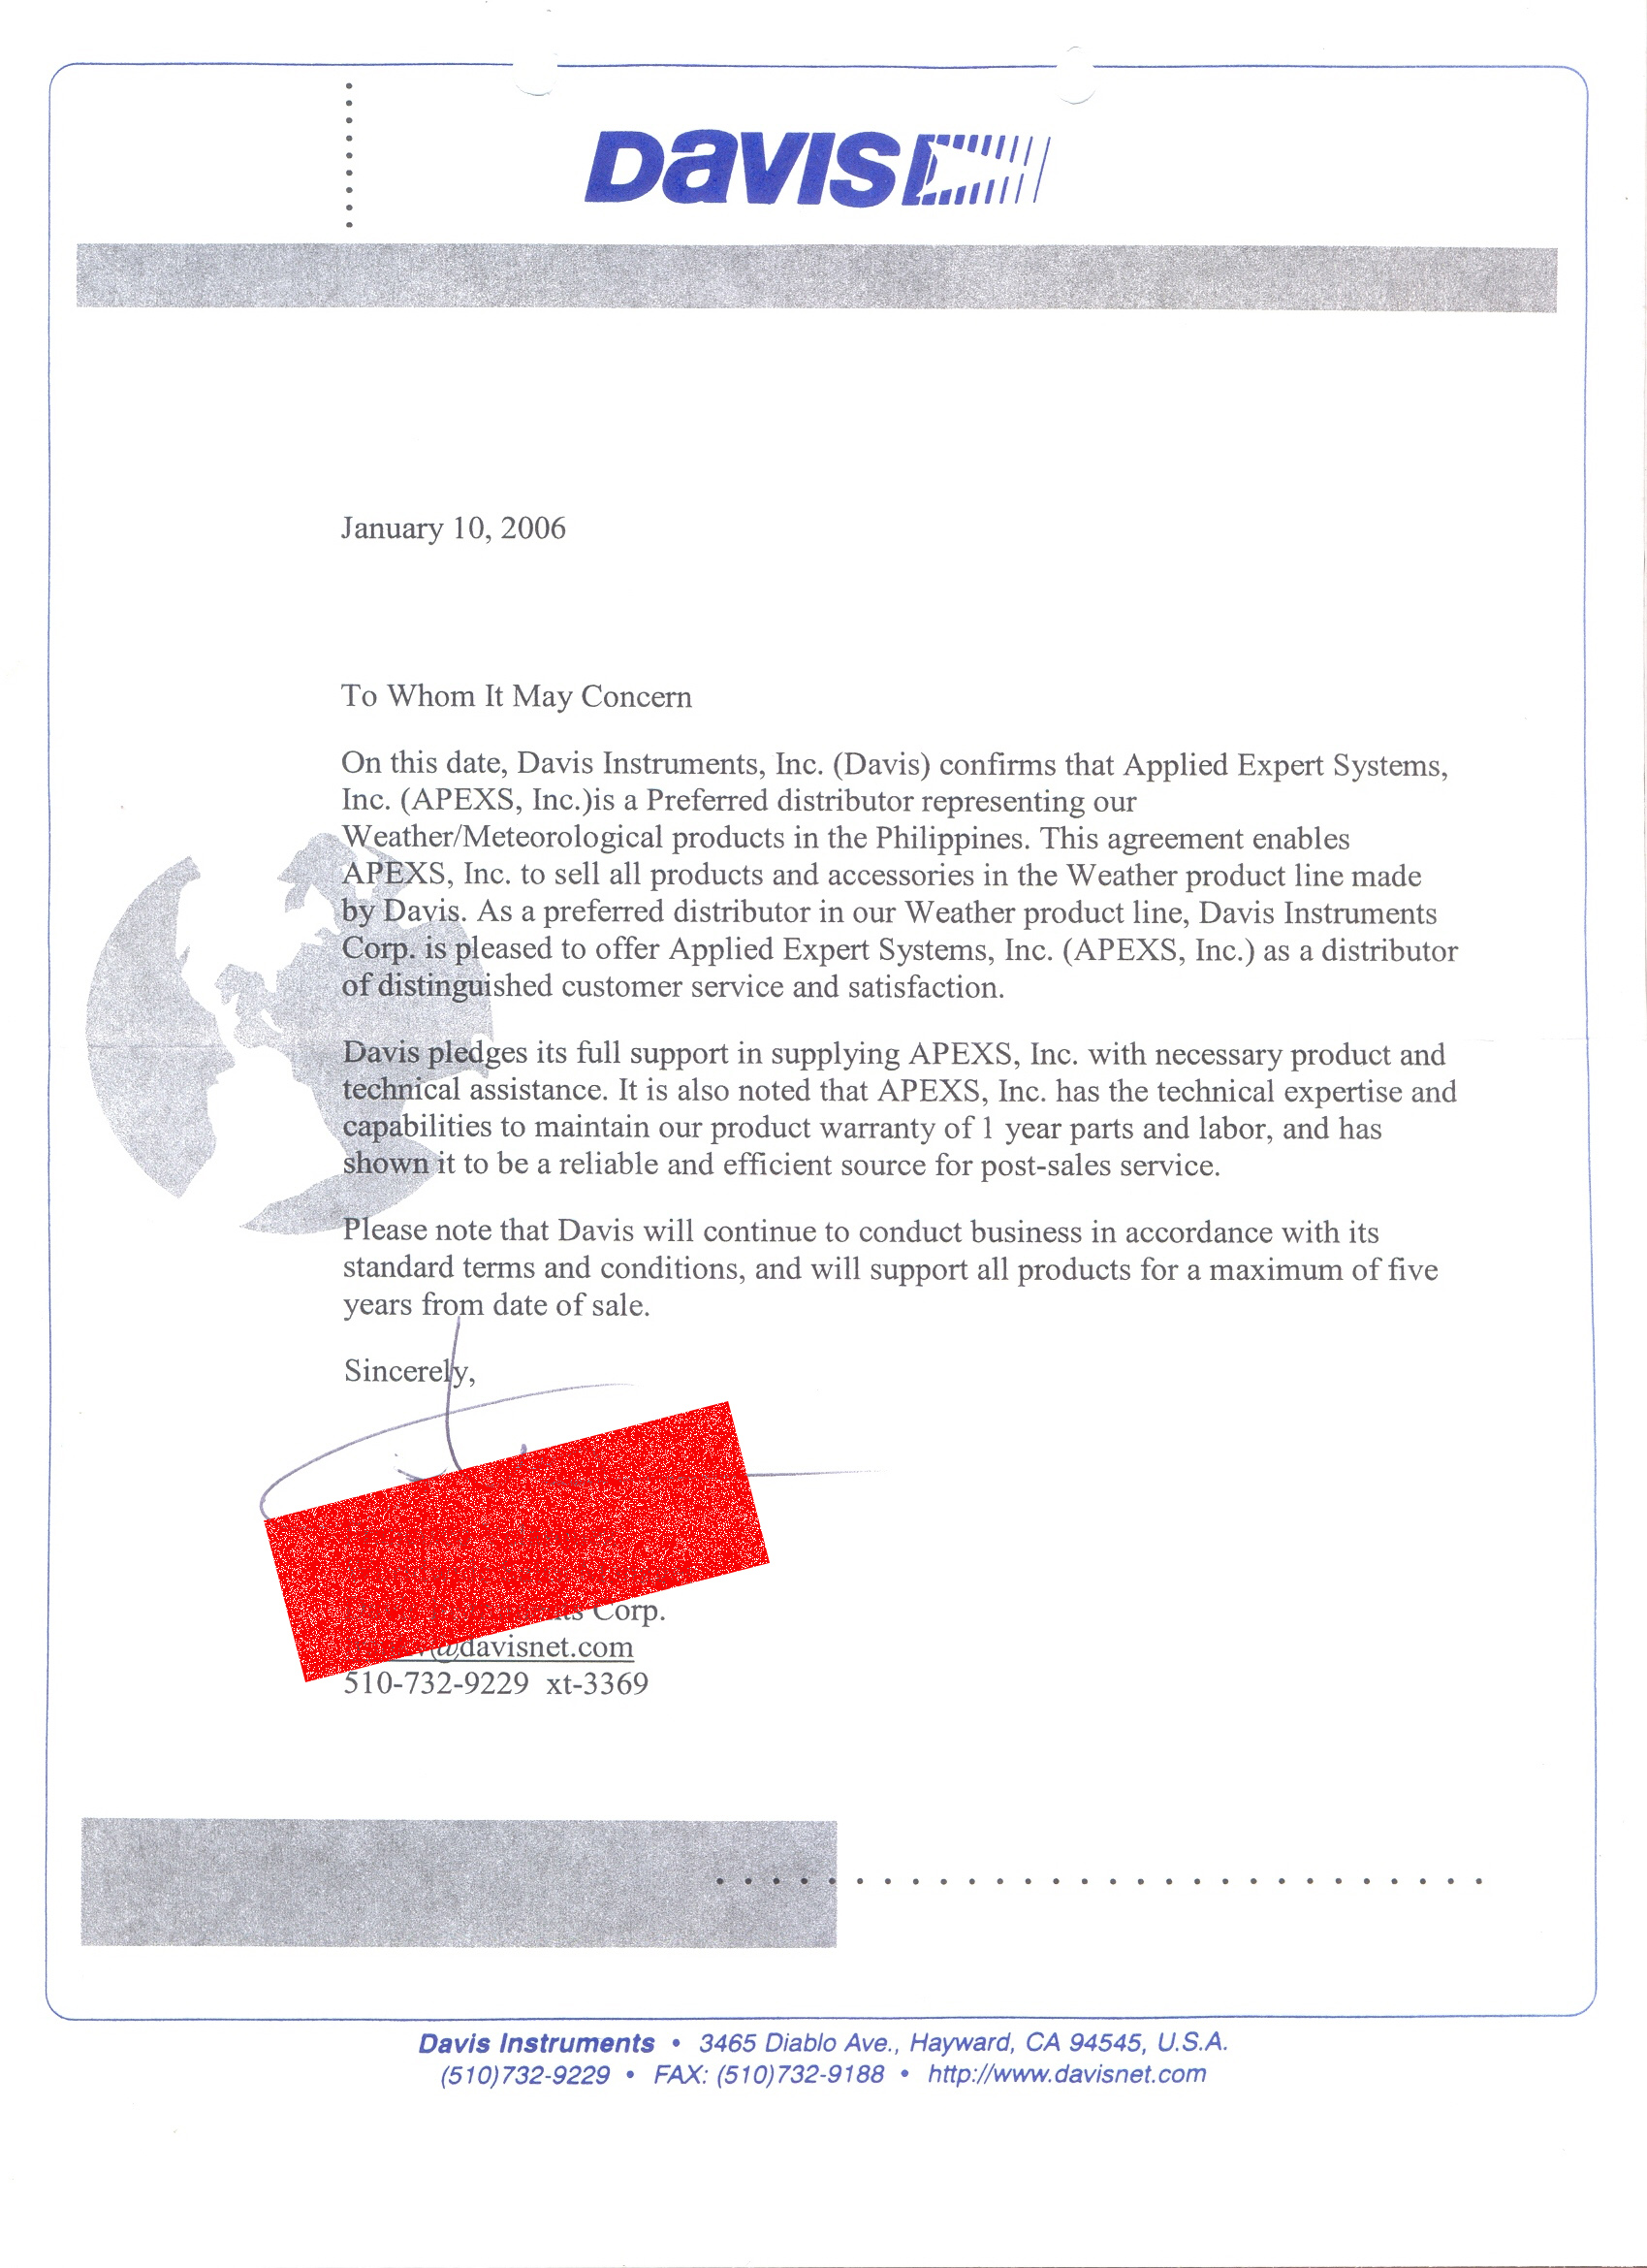 Davis
January 10, 2006
To Whom It May Concern
On this date, Davis Instruments, Inc. (Davis) confirms that Applied Expert Systems,
Inc. (APEXS, Inc.)is a Preferred distributor representing our
Weather/Meteorological products in the Philippines. This agreement enables
APEXS, Inc. to sell all products and accessories in the Weather product line made
by Davis. As a preferred distributor in our Weather product line, Davis Instruments
Corp. is pleased to offer Applied Expert Systems, Inc. (APEXS, Inc.) as a distributor
of distinguished customer service and satisfaction.
Davis pledges its full support in supplying APEXS, Inc. with necessary product and
technical assistance. It is also noted that APEXS, Inc. has the technical expertise and
capabilities to maintain our product warranty of 1 year parts and labor, and has
shown it to be a reliable and efficient source for post-sales service.
Please note that Davis will continue to conduct business in accordance with its
standard terms and conditions, and will support all products for a maximum of five
years from date of sale.
Sincerely,
Corp.
@davisnet.com
510-732-9229 xt-3369
Davis Instruments • 3465 Diablo Ave., Hayward, CA 94545, U.S.A.
(510)732-9229 • FAX: (510)732-9188 • http://www.davisnet.com